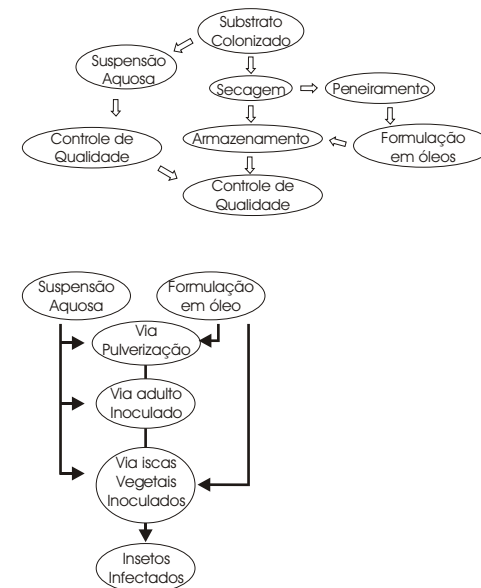 Substrato
Colonizado
Suspensão
Aquosa
Secagem
Peneiramento
Controle de
Qualidade
Armazenamento
Formulação
em óleos
Controle de
Qualidade
Suspensão
Aquosa
Formulação
em óleo
Via
Pulverização
Via adulto
Inoculado
Via iscas
Vegetais
Inoculados
Insetos
Infectados